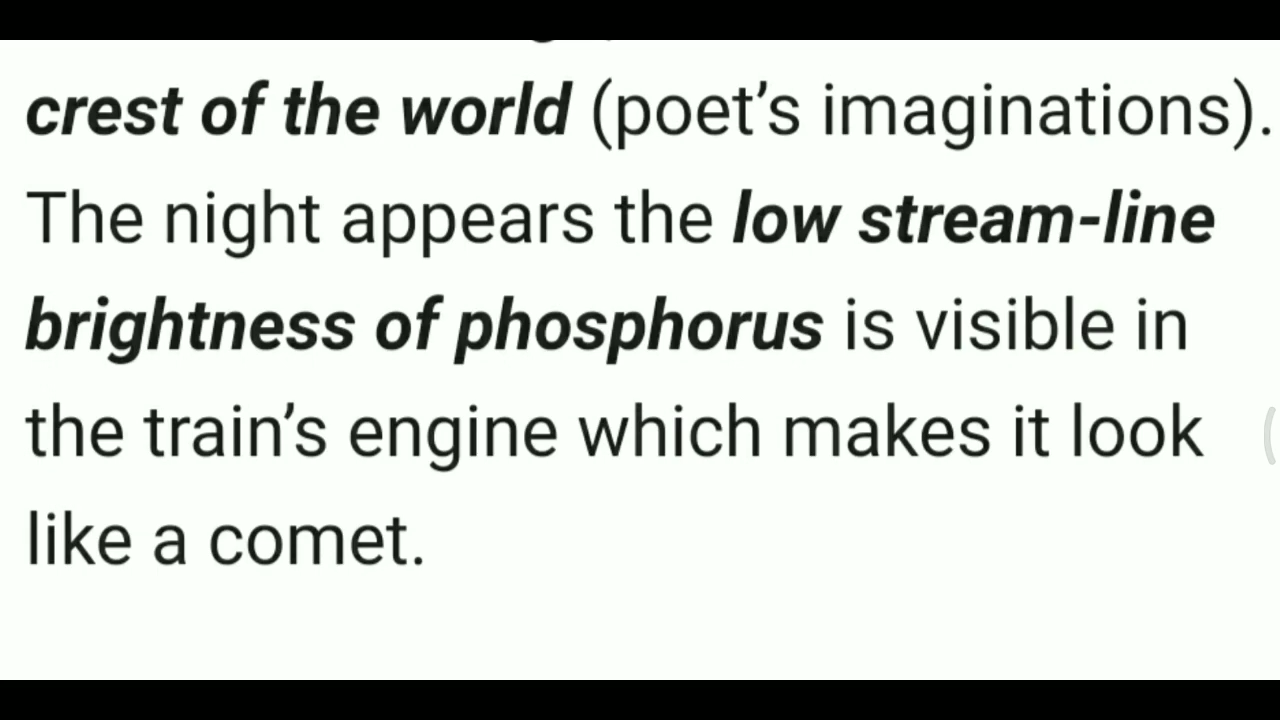 crest of the world (poet’s imaginations).
The night appears the low stream-line
brightness of phosphorus is visible in
the train’s engine which makes it look
like a comet.